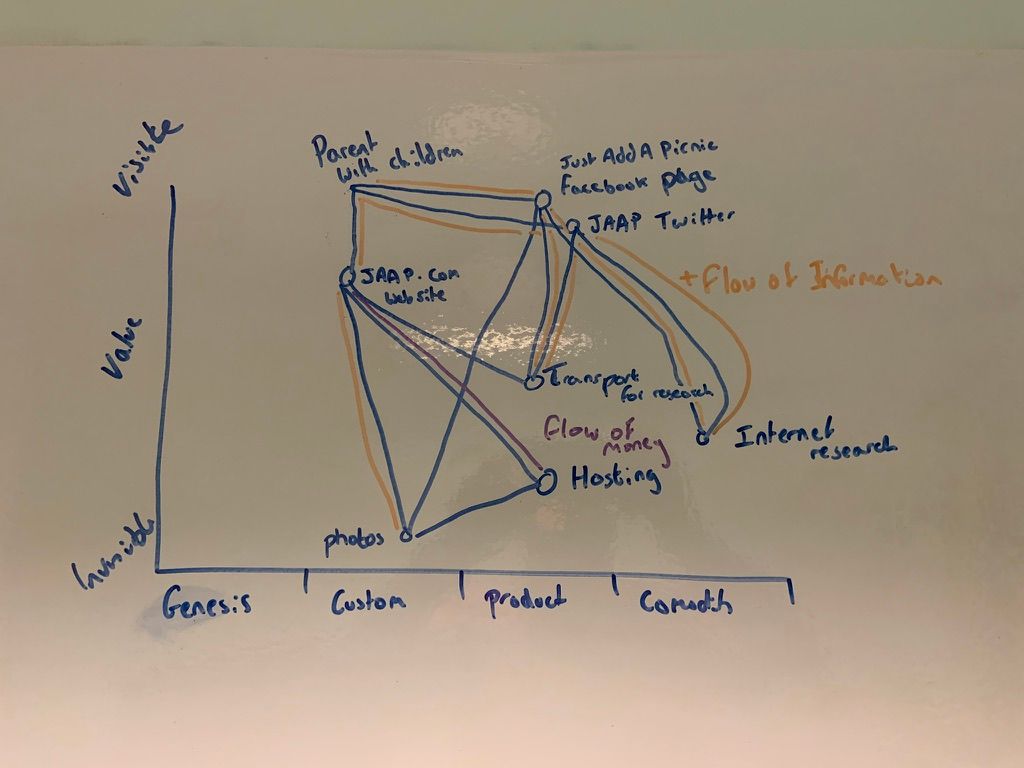 Visible
Parent
with children
Just Add A Picnic
Facebook page
JAAP Twitter
JAAP.com
website
+ Flow of Information
Value
Transport
for research
Flow of
money
Internet
research
Hosting
photos
Invisible
Genesis
Custom
Product